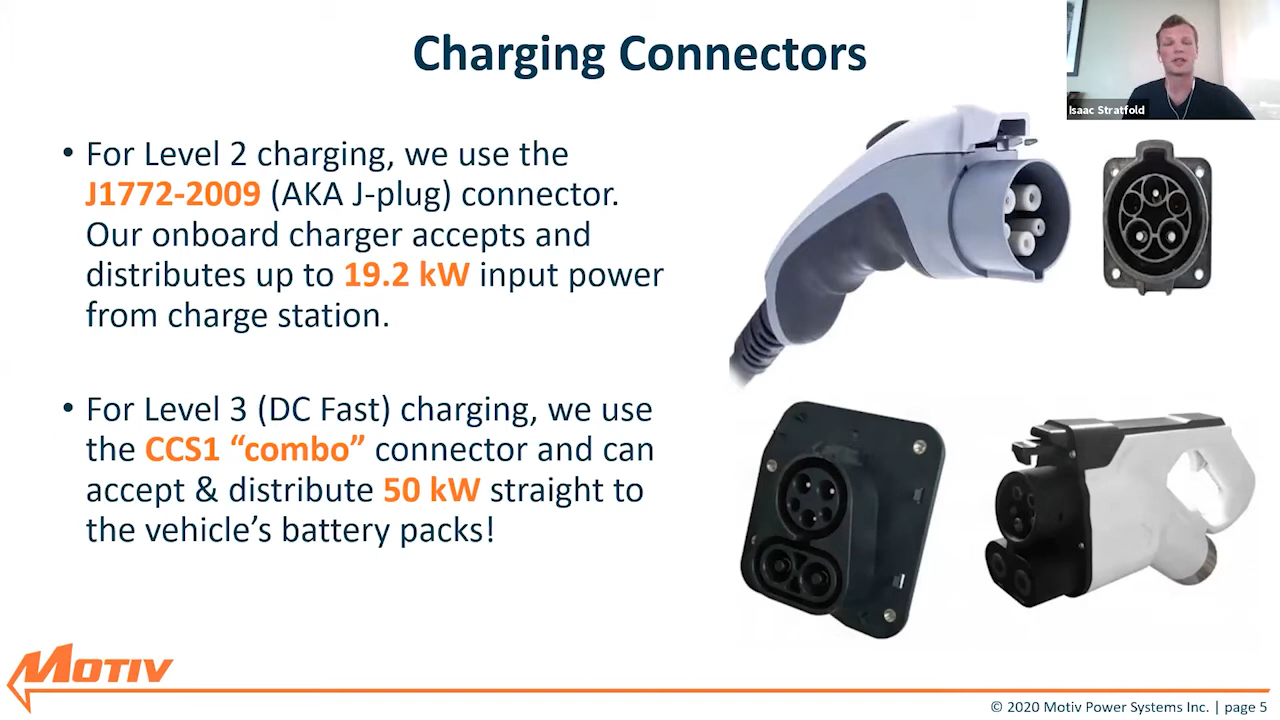 Charging Connectors
Isaac Stratfold
• For Level 2 charging, we use the
J1772-2009 (AKA J-plug) connector.
Our onboard charger accepts and
distributes up to 19.2 kW input power
from charge station.
• For Level 3 (DC Fast) charging, we use
the CCS1 “combo” connector and can
accept & distribute 50 kW straight to
the vehicle’s battery packs!
MOTIV
© 2020 Motiv Power Systems Inc. | page 5